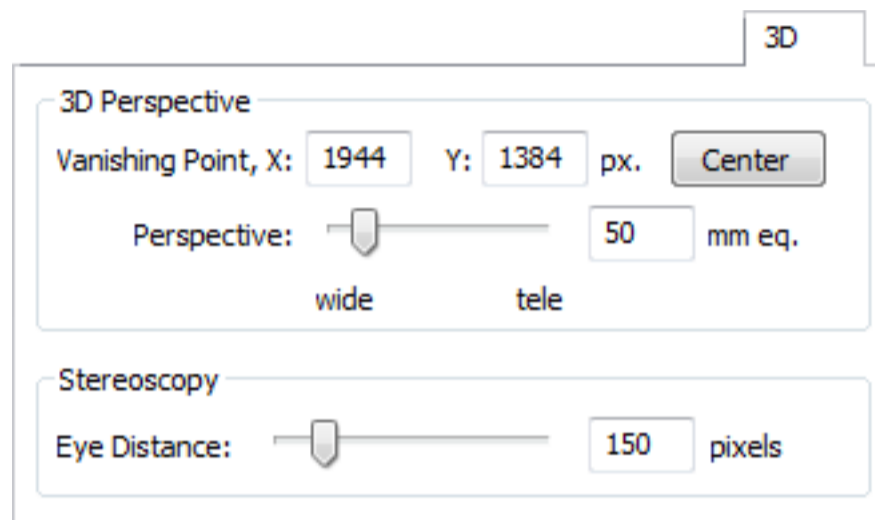 3D
3D Perspective
Vanishing Point, X: 1944 Y: 1384 px. Center
Perspective: 50 mm eq.
wide tele
Stereoscopy
Eye Distance: 150 pixels